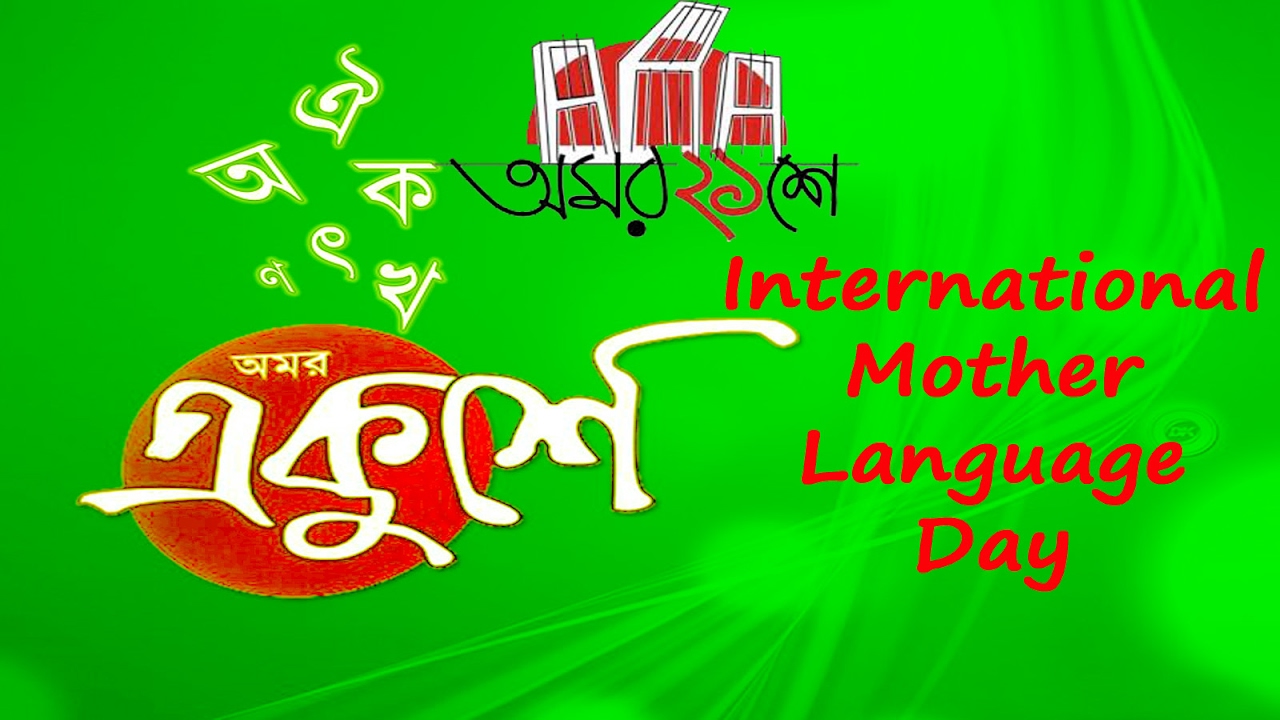 ঐ
অ ক
ৎ
ণ খ
অমর ২১শে
International
Mother
Language
Day
অমর
একুশে